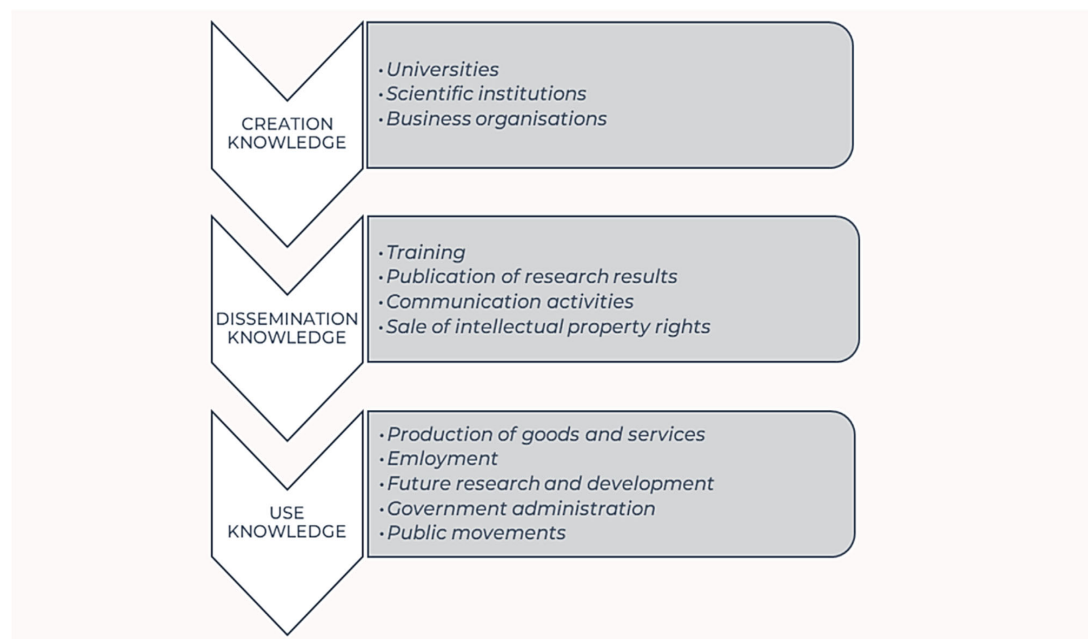 CREATION
KNOWLEDGE
•Universities
•Scientific institutions
•Business organisations
DISSEMINATION
KNOWLEDGE
•Training
•Publication of research results
•Communication activities
•Sale of intellectual property rights
USE
KNOWLEDGE
•Production of goods and services
•Emloyment
•Future research and development
•Government administration
•Public movements